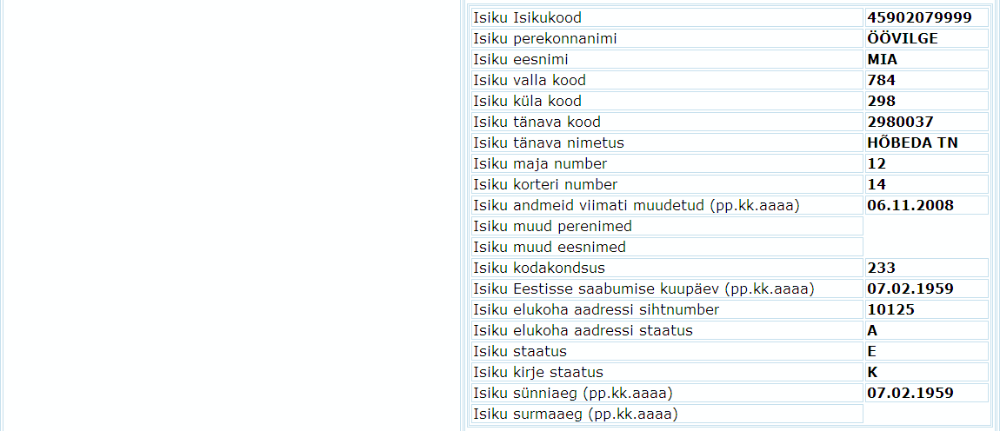 Isiku Isikukood 45902079999
Isiku perekonnanimi ÖÖVILGE
Isiku eesnimi MIA
Isiku valla kood 784
Isiku küla kood 298
Isiku tänava kood 2980037
Isiku tänava nimetus HÕBEDA TN
Isiku maja number 12
Isiku korteri number 14
Isiku andmeid viimati muudetud (pp.kk.aaaa) 06.11.2008
Isiku muud perenimed
Isiku muud eesnimed
Isiku kodakondsus 233
Isiku Eestisse saabumise kuupäev (pp.kk.aaaa) 07.02.1959
Isiku elukoha aadressi sihtnumber 10125
Isiku elukoha aadressi staatus A
Isiku staatus E
Isiku kirje staatus K
Isiku sünniaeg (pp.kk.aaaa) 07.02.1959
Isiku surmaaeg (pp.kk.aaaa)